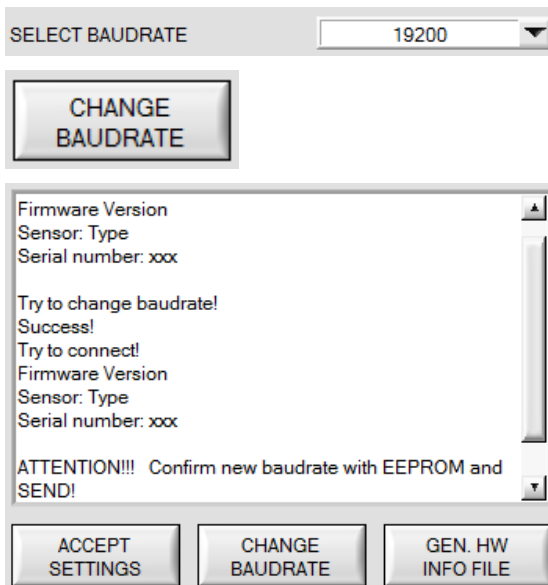 SELECT BAUDRATE 19200
CHANGE
BAUDRATE
Firmware Version
Sensor: Type
Serial number: xxx
Try to change baudrate!
Success!
Try to connect!
Firmware Version
Sensor: Type
Serial number: xxx
ATTENTION!!! Confirm new baudrate with EEPROM and
SEND!
ACCEPT
SETTINGS
CHANGE
BAUDRATE
GEN. HW
INFO FILE